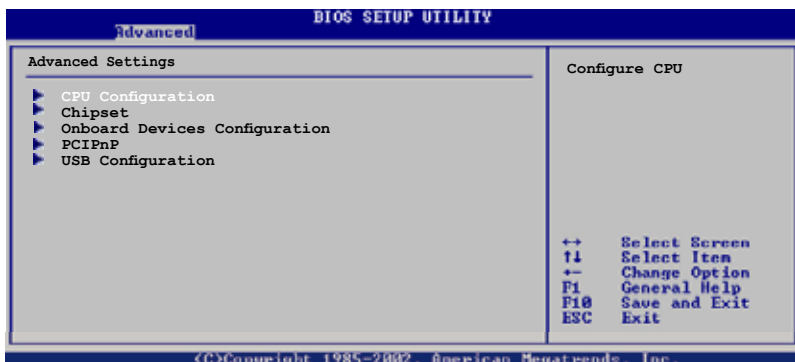 BIOS SETUP UTILITY
Advanced
Advanced Settings
CPU Configuration
Chipset
Onboard Devices Configuration
PCIPnP
USB Configuration
Configure CPU
↔ Select Screen
↑↓ Select Item
+- Change Option
F1 General Help
F10 Save and Exit
ESC Exit
(C)Copyright 1985-2002, American Megatrends, Inc.